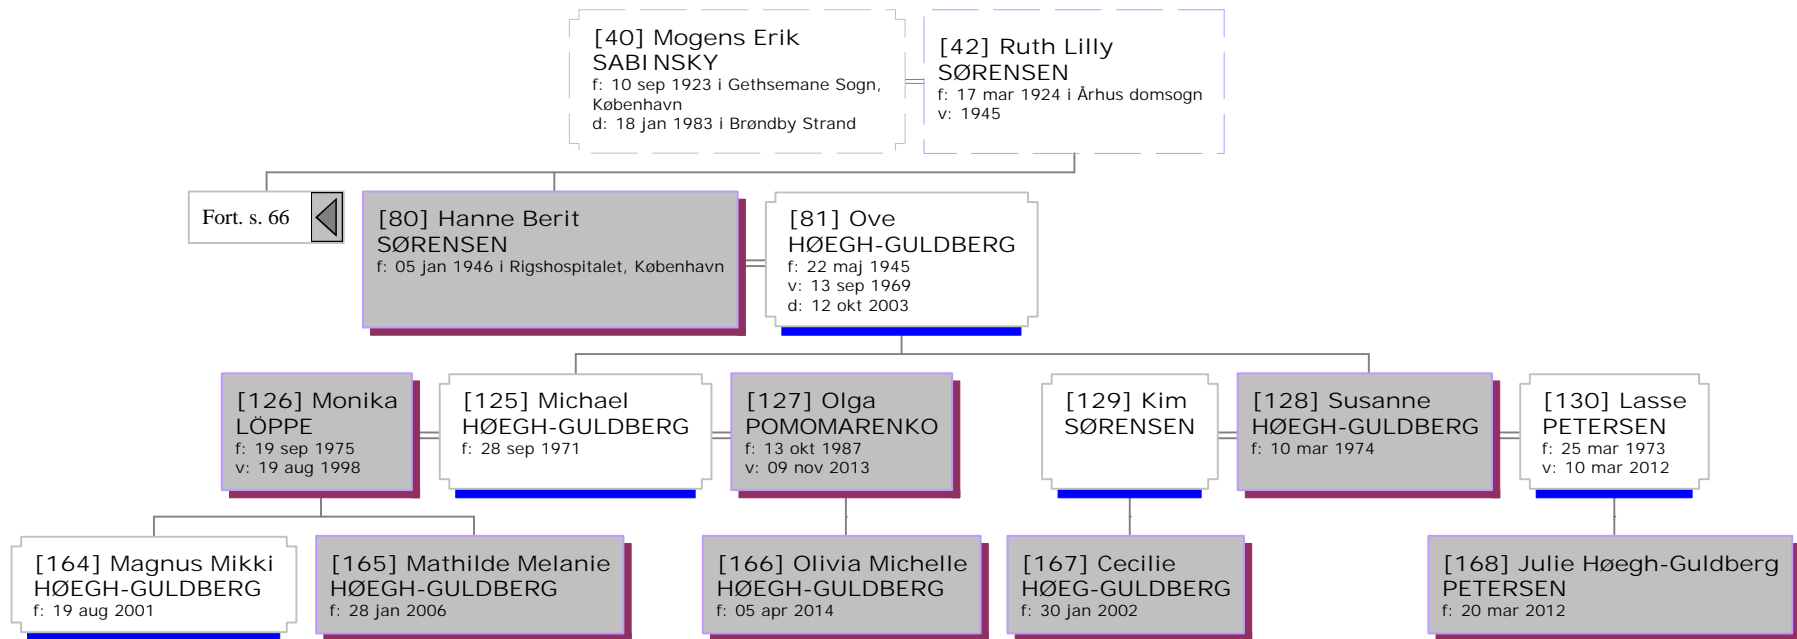 [40] Mogens Erik
SABINSKY
f: 10 sep 1923 i Gethsemane Sogn,
København
d: 18 jan 1983 i Brøndby Strand
[42] Ruth Lilly
SØRENSEN
f: 17 mar 1924 i Århus domsogn
v: 1945
Fort. s. 66
[80] Hanne Berit
SØRENSEN
f: 05 jan 1946 i Rigshospitalet, København
[81] Ove
HØEGH-GULDBERG
f: 22 maj 1945
v: 13 sep 1969
d: 12 okt 2003
[126] Monika
LÖPPE
f: 19 sep 1975
v: 19 aug 1998
[125] Michael
HØEGH-GULDBERG
f: 28 sep 1971
[127] Olga
POMOMARENKO
f: 13 okt 1987
v: 09 nov 2013
[129] Kim
SØRENSEN
[128] Susanne
HØEGH-GULDBERG
f: 10 mar 1974
[130] Lasse
PETERSEN
f: 25 mar 1973
v: 10 mar 2012
[164] Magnus Mikki
HØEGH-GULDBERG
f: 19 aug 2001
[165] Mathilde Melanie
HØEGH-GULDBERG
f: 28 jan 2006
[166] Olivia Michelle
HØEGH-GULDBERG
f: 05 apr 2014
[167] Cecilie
HØEG-GULDBERG
f: 30 jan 2002
[168] Julie Høegh-Guldberg
PETERSEN
f: 20 mar 2012